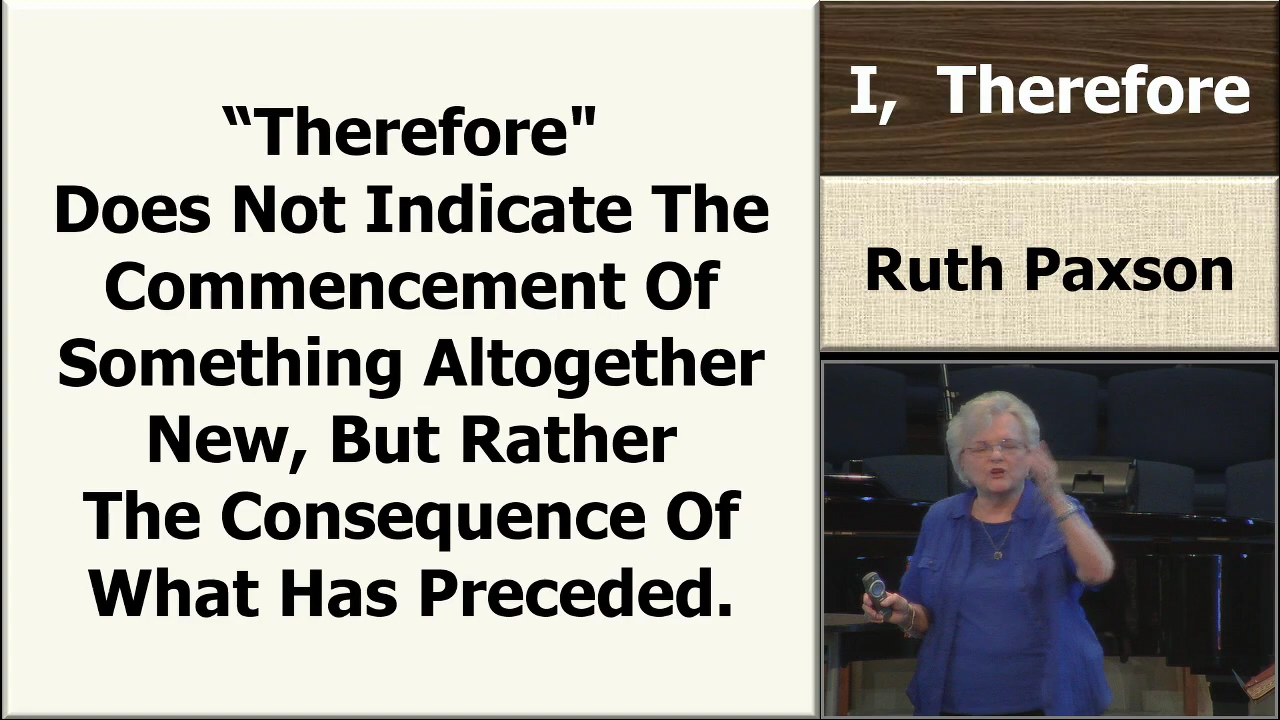 “Therefore"
Does Not Indicate The
Commencement Of
Something Altogether
New, But Rather
The Consequence Of
What Has Preceded.
I, Therefore
Ruth Paxson